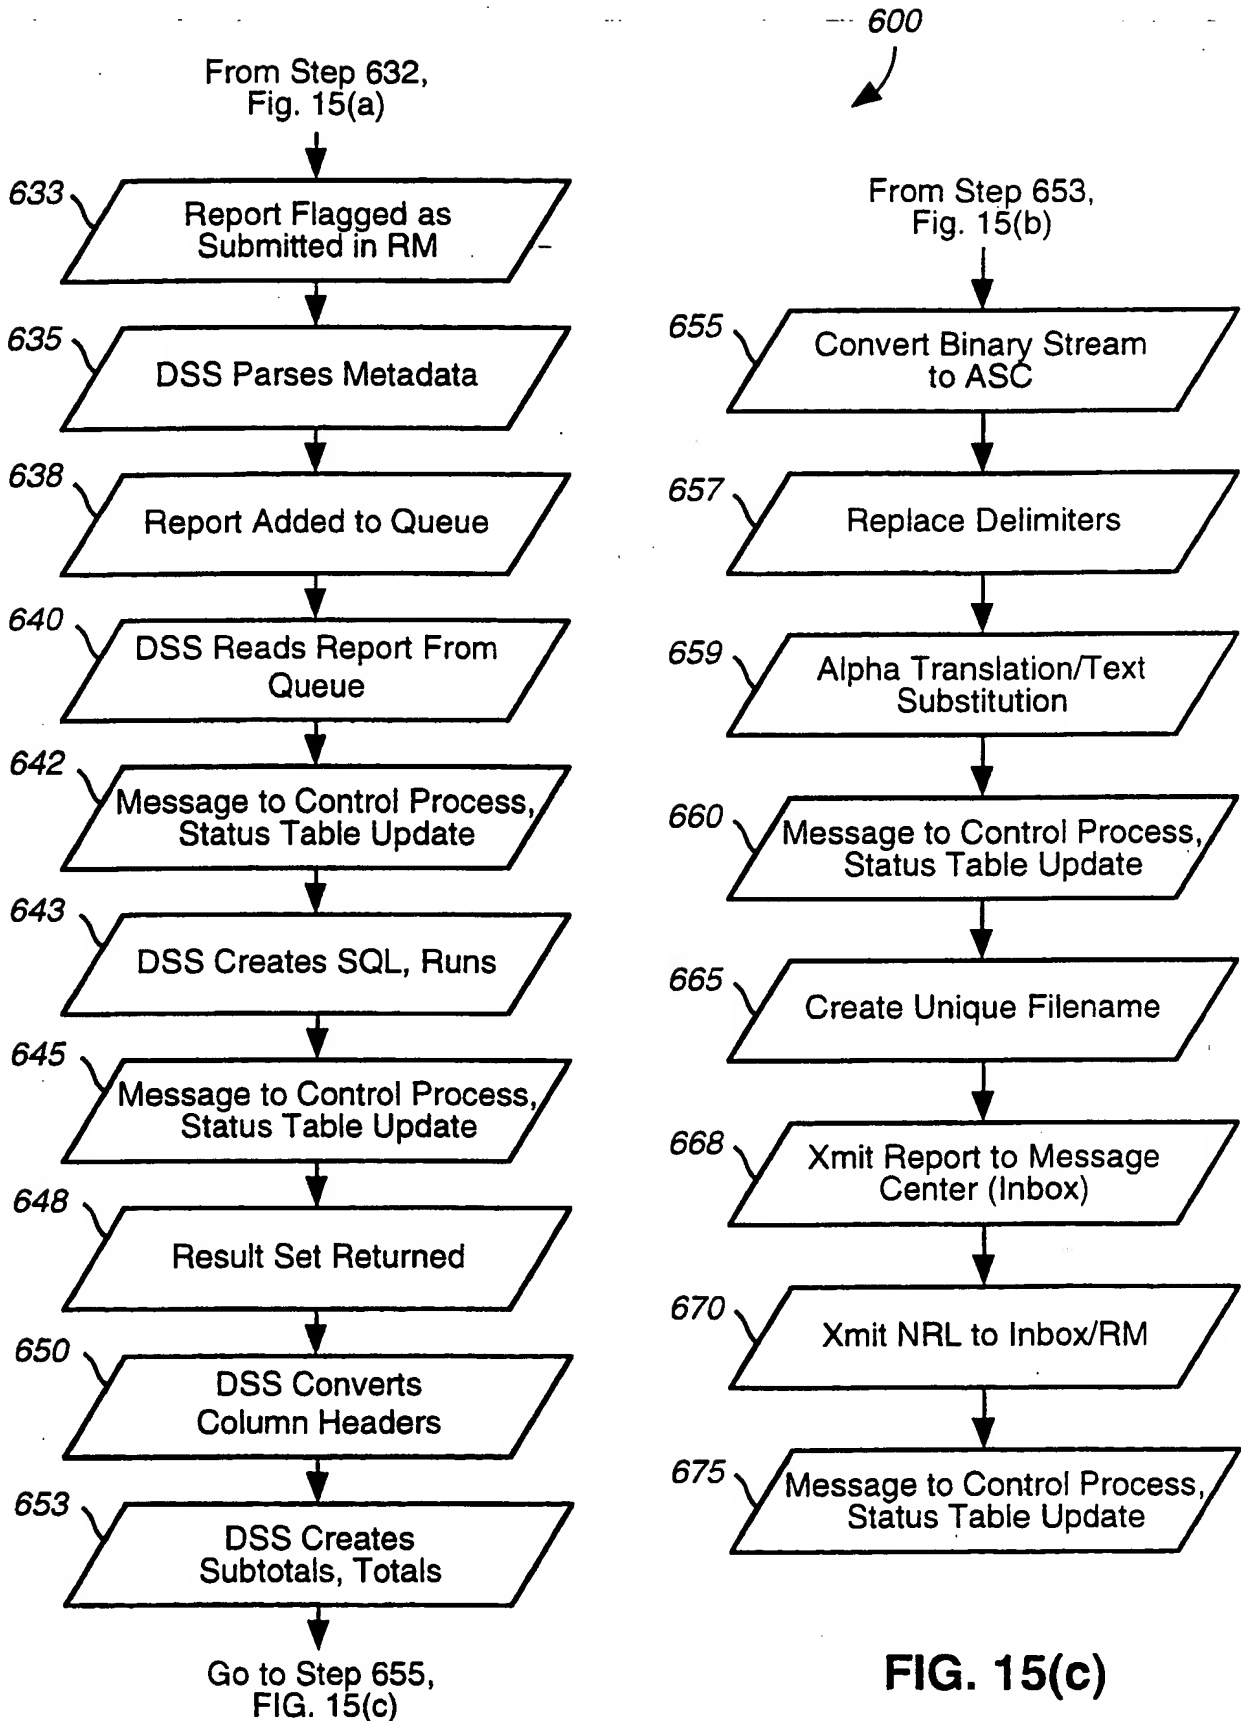 600
From Step 632,
Fig. 15(a)
633
Report Flagged as
Submitted in RM
635
DSS Parses Metadata
638
Report Added to Queue
640
DSS Reads Report From
Queue
642
Message to Control Process,
Status Table Update
643
DSS Creates SQL, Runs
645
Message to Control Process,
Status Table Update
648
Result Set Returned
650
DSS Converts
Column Headers
653
DSS Creates
Subtotals, Totals
Go to Step 655,
FIG. 15(c)
From Step 653,
Fig. 15(b)
655
Convert Binary Stream
to ASC
657
Replace Delimiters
659
Alpha Translation/Text
Substitution
660
Message to Control Process,
Status Table Update
665
Create Unique Filename
668
Xmit Report to Message
Center (Inbox)
670
Xmit NRL to Inbox/RM
675
Message to Control Process,
Status Table Update
FIG. 15(c)